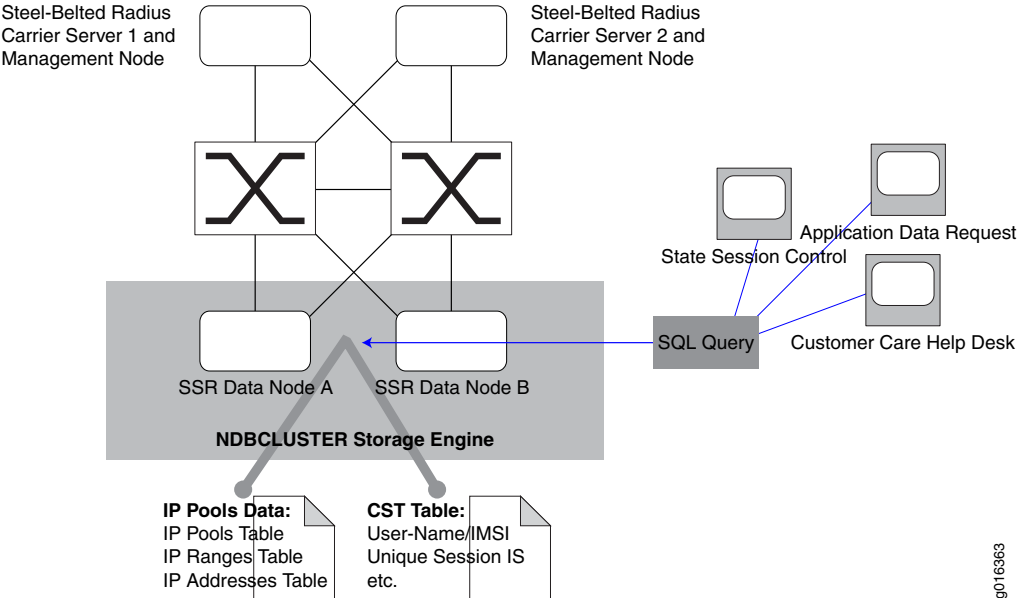 Steel-Belted Radius
Carrier Server 1 and
Management Node
Steel-Belted Radius
Carrier Server 2 and
Management Node
Application Data Request
State Session Control
SQL Query
Customer Care Help Desk
SSR Data Node A
SSR Data Node B
NDBCLUSTER Storage Engine
IP Pools Data:
IP Pools Table
IP Ranges Table
IP Addresses Table
CST Table:
User-Name/IMSI
Unique Session IS
etc.
g016363